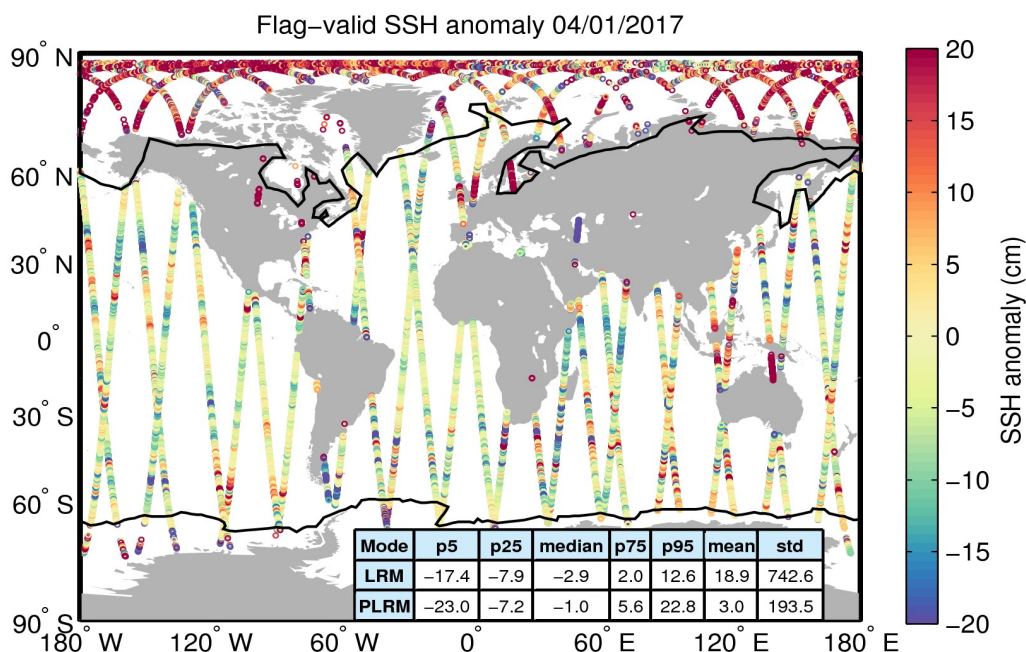 Flag−valid SSH anomaly 04/01/2017
90° N
60° N
30° N
0°
30° S
60° S
90° S
180° W
120° W
60° W
0°
60° E
120° E
180° E
Mode p5 p25 median p75 p95 mean std
LRM −17.4 −7.9 −2.9 2.0 12.6 18.9 742.6
PLRM −23.0 −7.2 −1.0 5.6 22.8 3.0 193.5
20
15
10
5
0
−5
−10
−15
−20
SSH anomaly (cm)